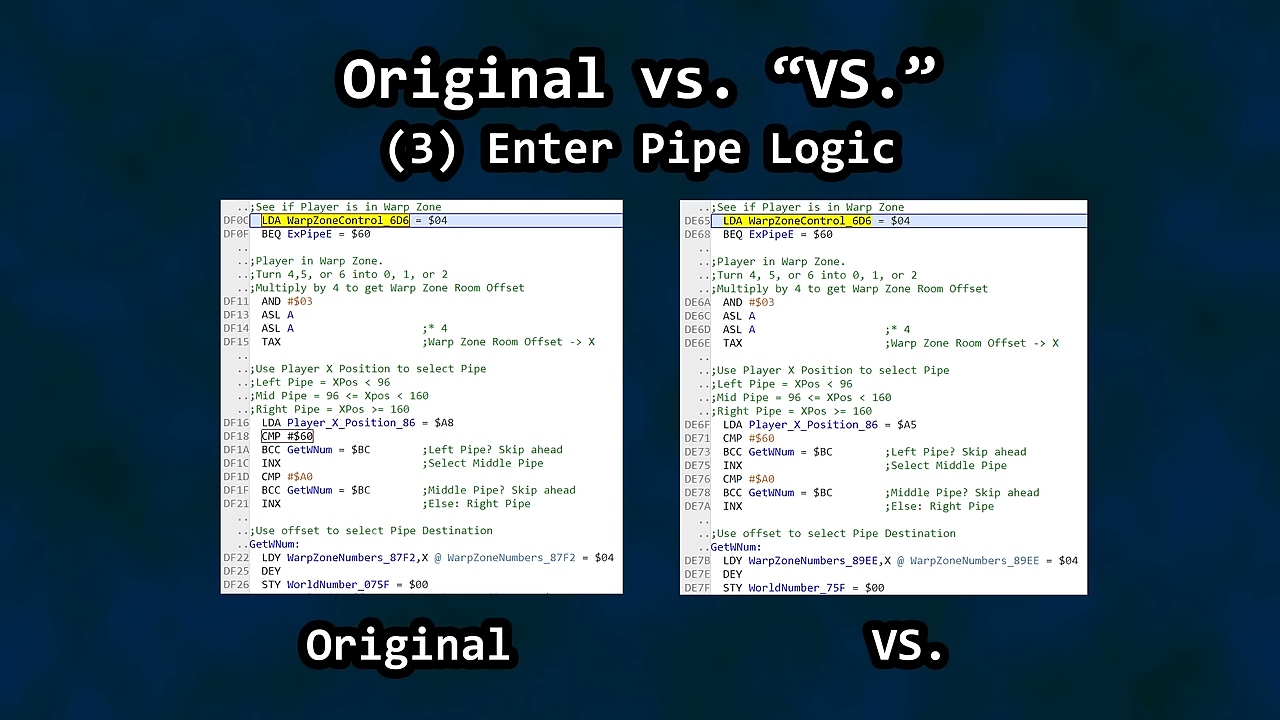 Original vs. “VS.”
(3) Enter Pipe Logic
..;See if Player is in Warp Zone
DF0C LDA WarpZoneControl_6D6 = $04
DF0F BEQ ExPipeE = $60
..
..;Player in Warp Zone.
..;Turn 4,5, or 6 into 0, 1, or 2
..;Multiply by 4 to get Warp Zone Room Offset
DF11 AND #$03
DF13 ASL A
DF14 ASL A ;* 4
DF15 TAX ;Warp Zone Room Offset -> X
..
..;Use Player X Position to select Pipe
..;Left Pipe = XPos < 96
..;Mid Pipe = 96 <= Xpos < 160
..;Right Pipe = XPos >= 160
DF16 LDA Player_X_Position_86 = $A8
DF18 CMP #$60
DF1A BCC GetWNum = $BC ;Left Pipe? Skip ahead
DF1C INX ;Select Middle Pipe
DF1D CMP #$A0
DF1F BCC GetWNum = $BC ;Middle Pipe? Skip ahead
DF21 INX ;Else: Right Pipe
..
..;Use offset to select Pipe Destination
..GetWNum:
DF22 LDY WarpZoneNumbers_87F2,X @ WarpZoneNumbers_87F2 = $04
DF25 DEY
DF26 STY WorldNumber_075F = $00
Original
..;See if Player is in Warp Zone
DE65 LDA WarpZoneControl_6D6 = $04
DE68 BEQ ExPipeE = $60
..
..;Player in Warp Zone.
..;Turn 4, 5, or 6 into 0, 1, or 2
..;Multiply by 4 to get Warp Zone Room Offset
DE6A AND #$03
DE6C ASL A
DE6D ASL A ;* 4
DE6E TAX ;Warp Zone Room Offset -> X
..
..;Use Player X Position to select Pipe
..;Left Pipe = XPos < 96
..;Mid Pipe = 96 <= Xpos < 160
..;Right Pipe = XPos >= 160
DE6F LDA Player_X_Position_86 = $A5
DE71 CMP #$60
DE73 BCC GetWNum = $BC ;Left Pipe? Skip ahead
DE75 INX ;Select Middle Pipe
DE76 CMP #$A0
DE78 BCC GetWNum = $BC ;Middle Pipe? Skip ahead
DE7A INX ;Else: Right Pipe
..
..;Use offset to select Pipe Destination
..GetWNum:
DE7B LDY WarpZoneNumbers_89EE,X @ WarpZoneNumbers_89EE = $04
DE7E DEY
DE7F STY WorldNumber_75F = $00
VS.